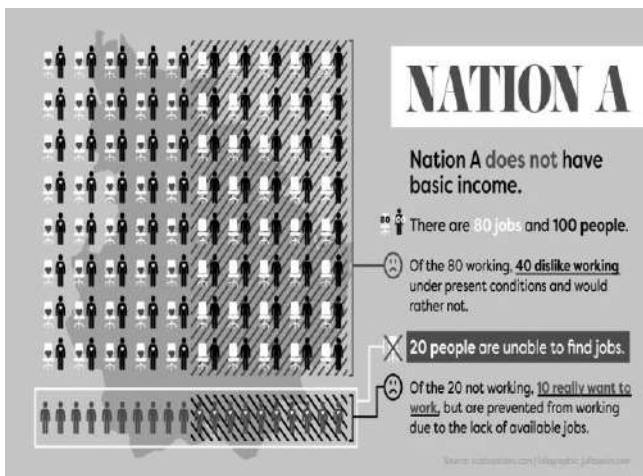 NATION A
Nation A does not have
basic income.
80 100 There are 80 jobs and 100 people.
Of the 80 working, 40 dislike working
under present conditions and would
rather not.
20 people are unable to find jobs.
Of the 20 not working, 10 really want to
work, but are prevented from working
due to the lack of available jobs.